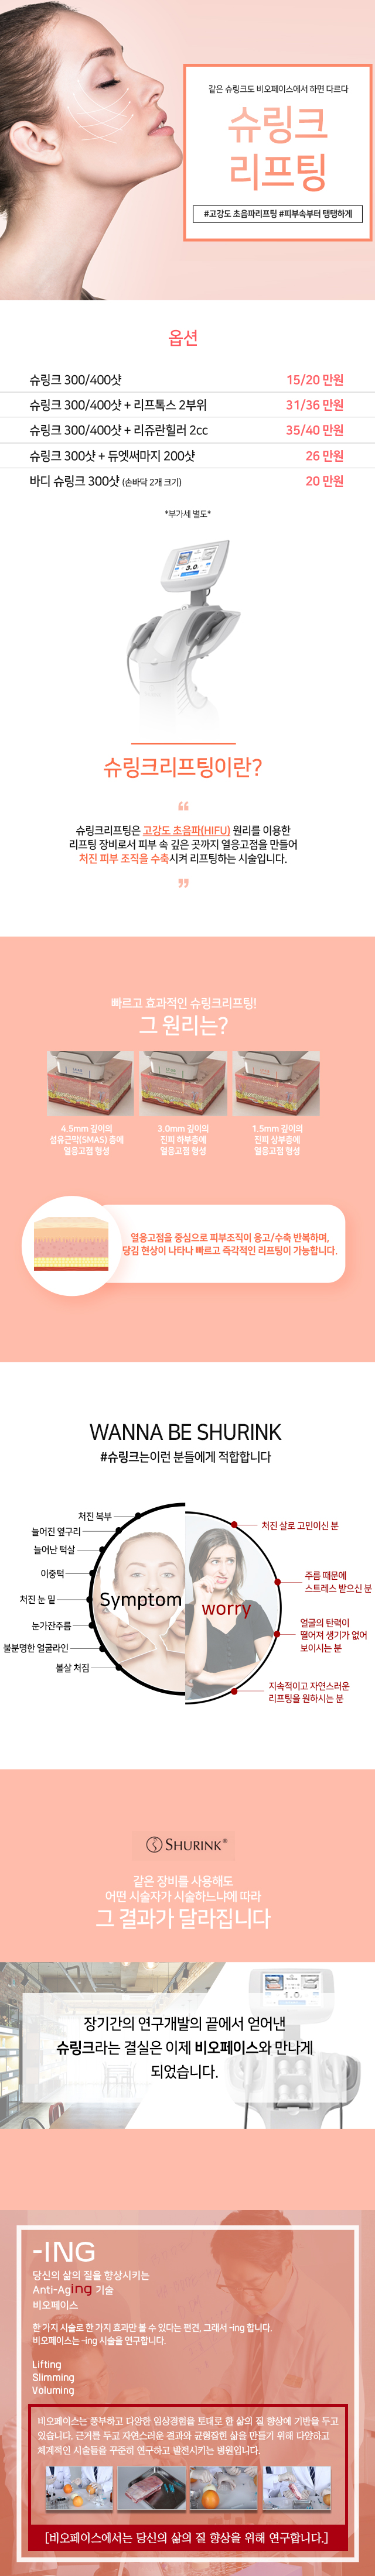 같은 슈링크도 비오페이스에서 하면 다르다
슈링크
리프팅
#고강도 초음파리프팅 #피부속부터 탱탱하게
옵션
슈링크 300/400샷 15/20 만원
슈링크 300/400샷 + 리프톡스 2부위 31/36 만원
슈링크 300/400샷 + 리쥬란힐러 2cc 35/40 만원
슈링크 300샷 + 듀엣써마지 200샷 26 만원
바디 슈링크 300샷 (손바닥 2개 크기) 20 만원
*부가세 별도*
3.0
슈링크리프팅이란?
“
슈링크리프팅은 고강도 초음파(HIFU) 원리를 이용한
리프팅 장비로서 피부 속 깊은 곳까지 열응고점을 만들어
처진 피부 조직을 수축시켜 리프팅하는 시술입니다.
”
빠르고 효과적인 슈링크리프팅!
그 원리는?
4.5mm 깊이의
섬유근막(SMAS) 층에
열응고점 형성
3.0mm 깊이의
진피 하부층에
열응고점 형성
1.5mm 깊이의
진피 상부층에
열응고점 형성
열응고점을 중심으로 피부조직이 응고/수축 반복하며,
당김 현상이 나타나 빠르고 즉각적인 리프팅이 가능합니다.
WANNA BE SHURINK
#슈링크는이런 분들에게 적합합니다
처진 복부
늘어진 옆구리
늘어난 턱살
이중턱
처진 눈 밑
눈가잔주름
불분명한 얼굴라인
볼살 처짐
Symptom
worry
처진 살로 고민이신 분
주름 때문에
스트레스 받으신 분
얼굴의 탄력이
떨어져 생기가 없어
보이시는 분
지속적이고 자연스러운
리프팅을 원하시는 분
SHURINK®
같은 장비를 사용해도
어떤 시술자가 시술하느냐에 따라
그 결과가 달라집니다
장기간의 연구개발의 끝에서 얻어낸
슈링크라는 결실은 이제 비오페이스와 만나게
되었습니다.
-ING
당신의 삶의 질을 향상시키는
Anti-Aging 기술
비오페이스
한 가지 시술로 한 가지 효과만 볼 수 있다는 편견, 그래서 -ing 합니다.
비오페이스는 -ing 시술을 연구합니다.
Lifting
Slimming
Voluming
비오페이스는 풍부하고 다양한 임상경험을 토대로 한 삶의 질 향상에 기반을 두고
있습니다. 근거를 두고 자연스러운 결과와 균형잡힌 삶을 만들기 위해 다양하고
체계적인 시술들을 꾸준히 연구하고 발전시키는 병원입니다.
[비오페이스에서는 당신의 삶의 질 향상을 위해 연구합니다.]